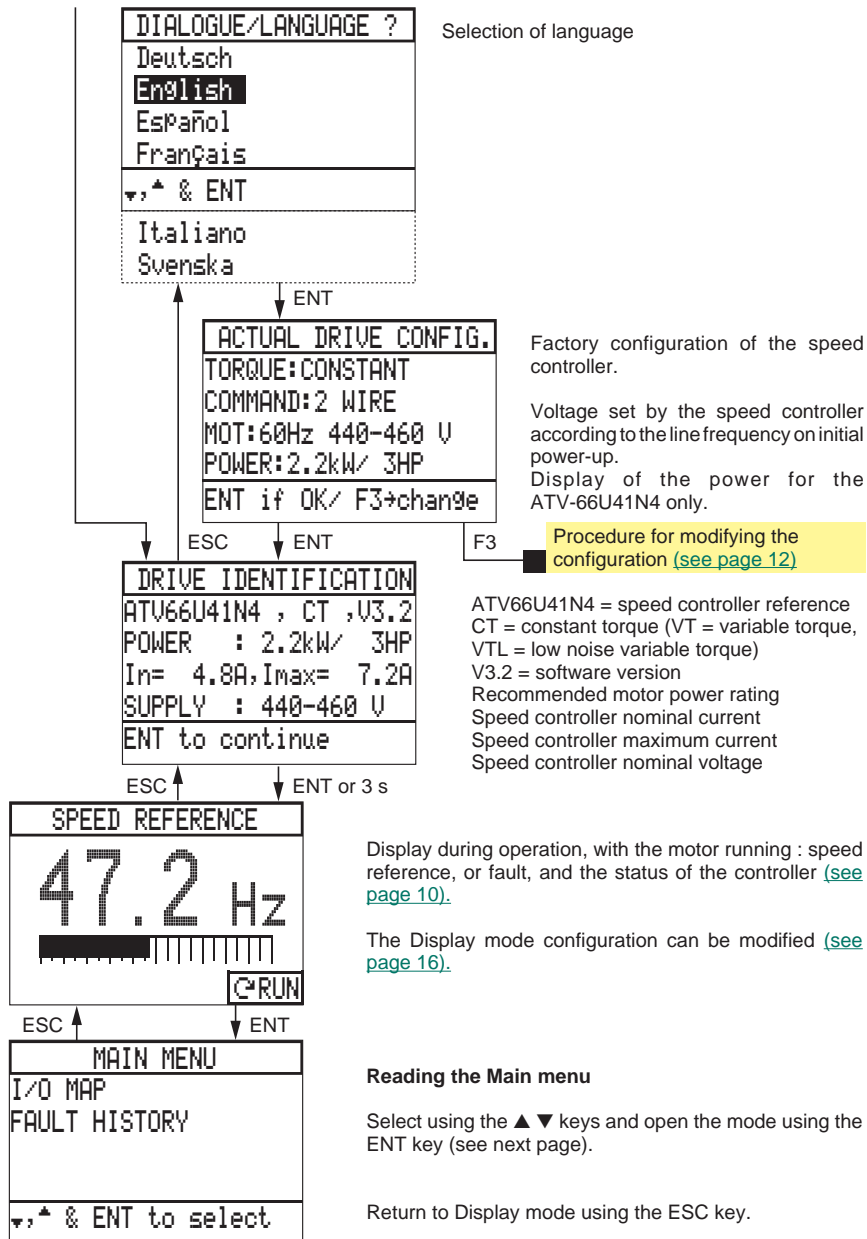 DIALOGUE/LANGUAGE ?
Selection of language
Deutsch
English
Español
Français
▼,▲ & ENT
Italiano
Svenska
ENT
ACTUAL DRIVE CONFIG.
TORQUE:CONSTANT
COMMAND:2 WIRE
MOT:60Hz 440-460 V
POWER:2.2kW/ 3HP
ENT if OK/ F3→change
Factory configuration of the speed
controller.
Voltage set by the speed controller
according to the line frequency on initial
power-up.
Display of the power for the
ATV-66U41N4 only.
ESC
ENT
F3
Procedure for modifying the
configuration (see page 12)
DRIVE IDENTIFICATION
ATV66U41N4 , CT ,V3.2
POWER : 2.2kW/ 3HP
In= 4.8A,Imax= 7.2A
SUPPLY : 440-460 V
ENT to continue
ATV66U41N4 = speed controller reference
CT = constant torque (VT = variable torque,
VTL = low noise variable torque)
V3.2 = software version
Recommended motor power rating
Speed controller nominal current
Speed controller maximum current
Speed controller nominal voltage
ESC
ENT or 3 s
SPEED REFERENCE
47.2 Hz
RUN
Display during operation, with the motor running : speed
reference, or fault, and the status of the controller (see
page 10).
The Display mode configuration can be modified (see
page 16).
ESC
ENT
MAIN MENU
I/O MAP
FAULT HISTORY
▼,▲ & ENT to select
Reading the Main menu
Select using the ▲ ▼ keys and open the mode using the
ENT key (see next page).
Return to Display mode using the ESC key.